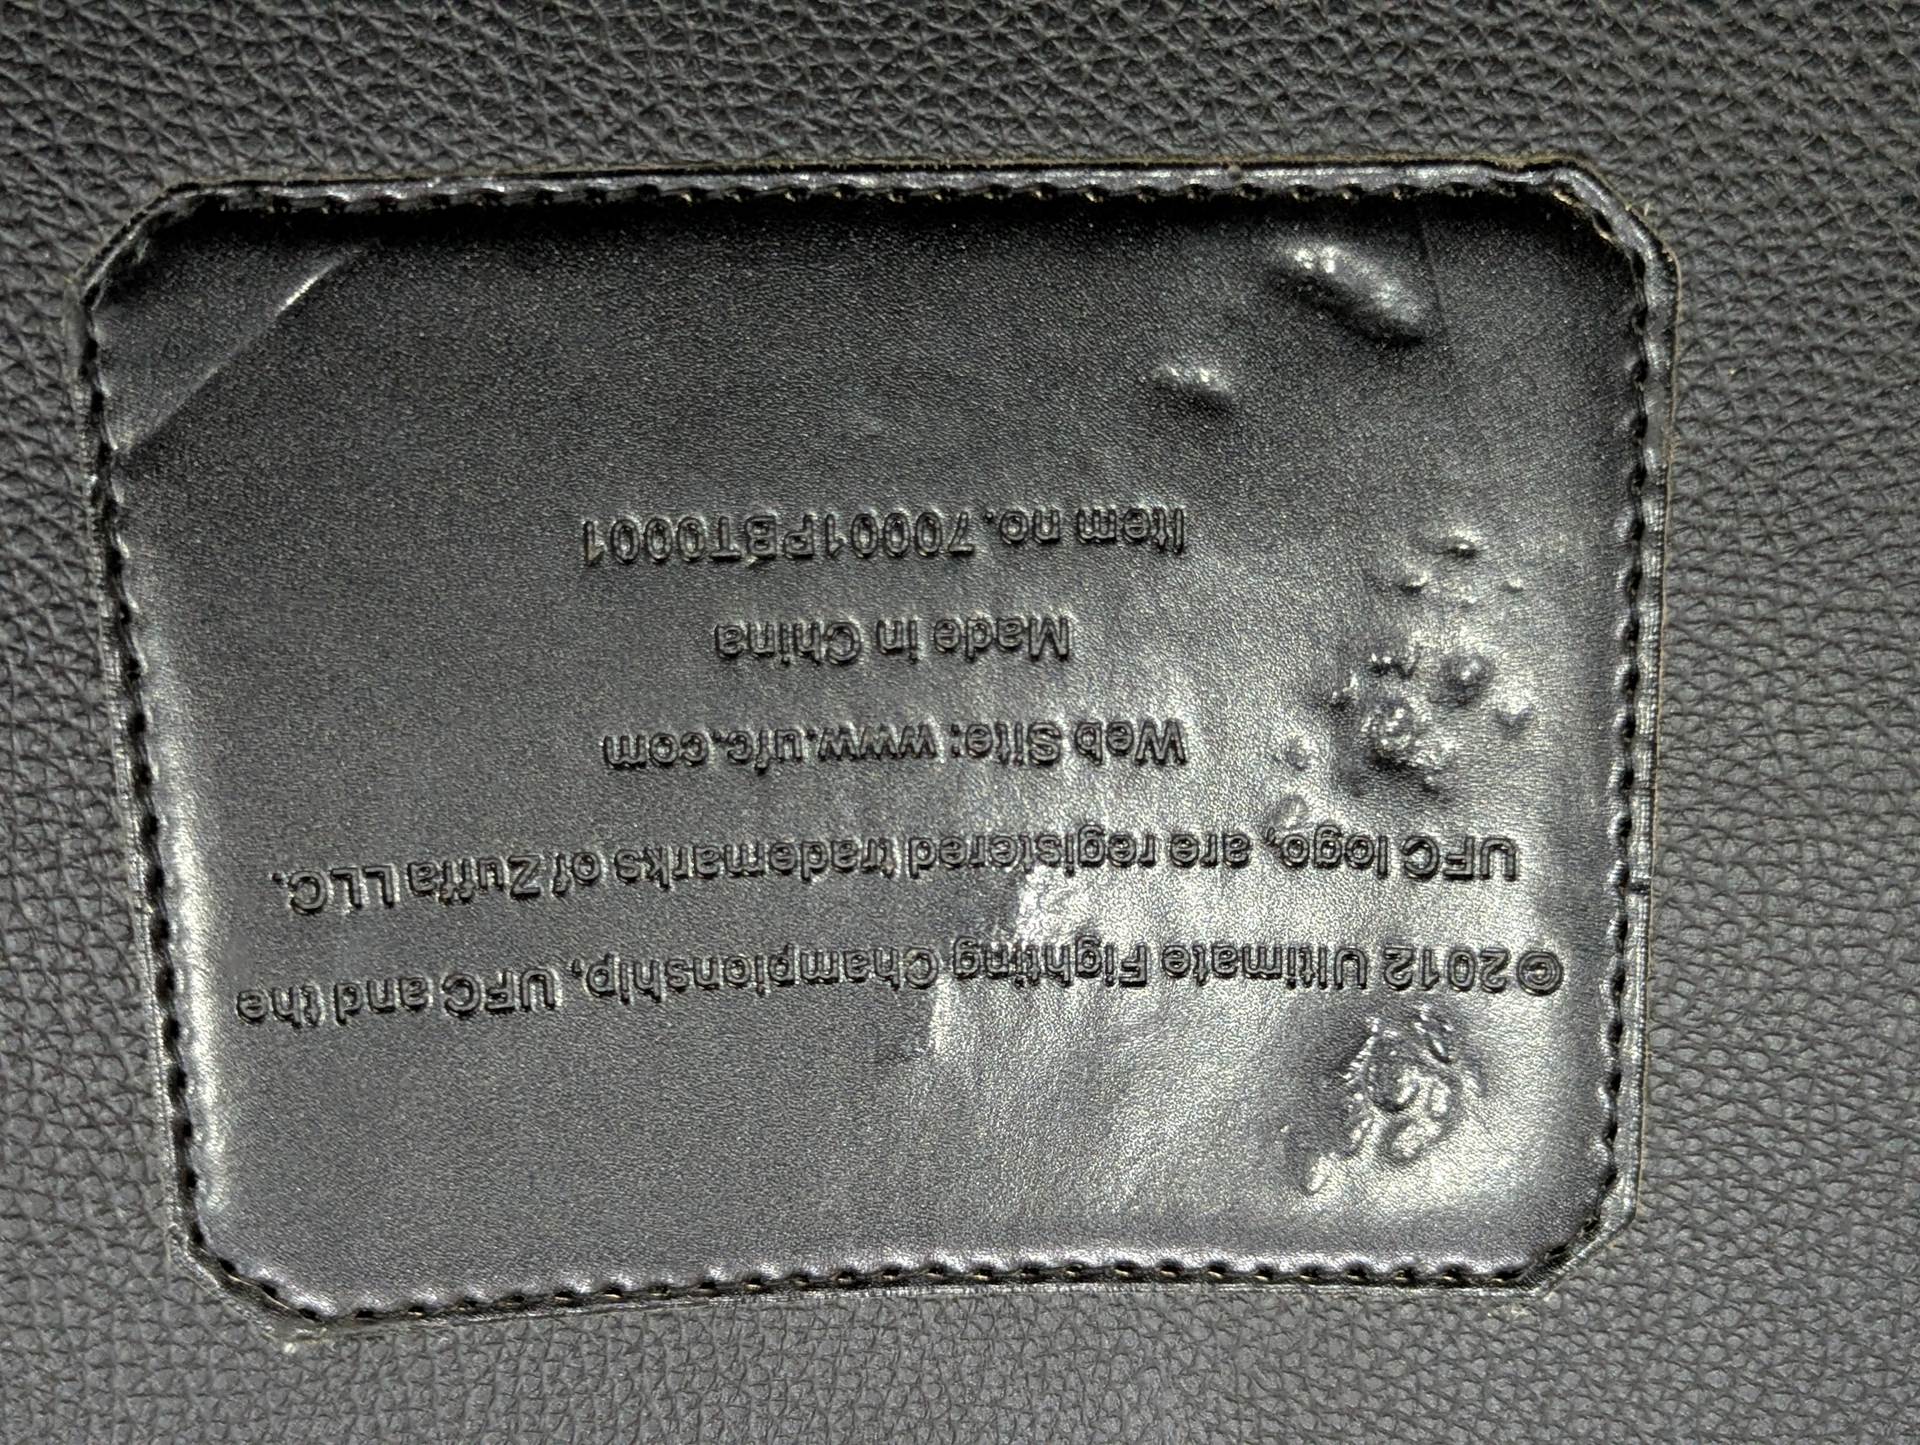 ©2012 Ultimate Fighting Championship, UFC and the
UFC logo, are registered trademarks of Zuffa LLC.
Web Site: www.ufc.com
Made in China
Item no. 70001PBT0001